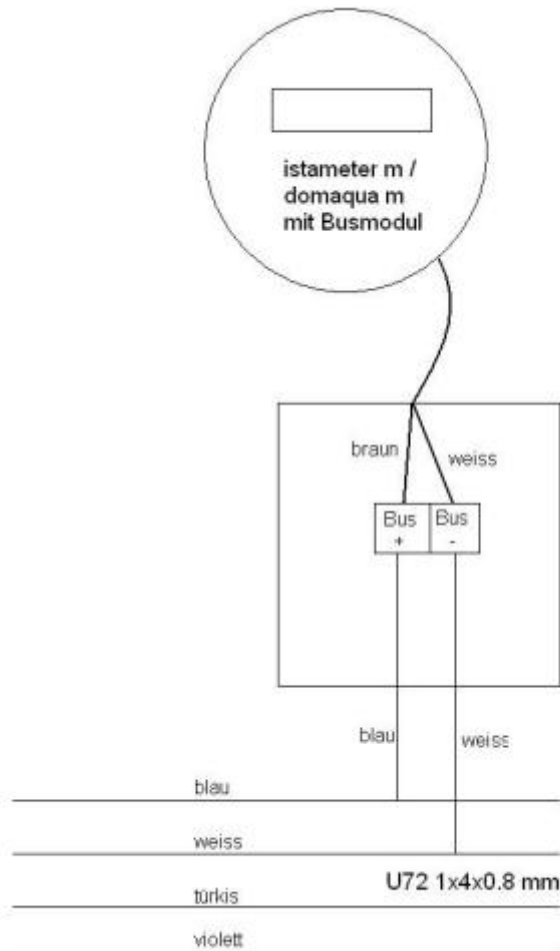 istameter m /
domaqua m
mit Busmodul
braun
weiss
Bus
+
Bus
-
blau
weiss
blau
weiss
U72 1x4x0.8 mm
türkis
violett